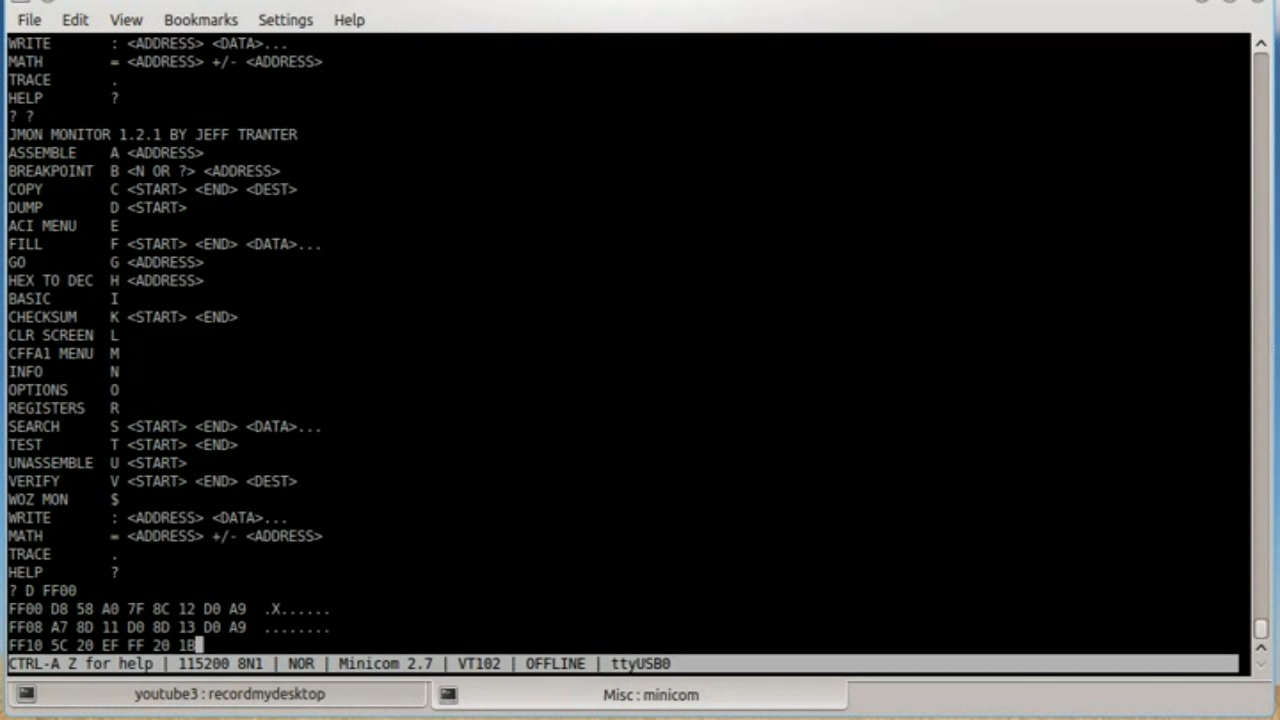 File Edit View Bookmarks Settings Help
WRITE : <ADDRESS> <DATA>...
MATH = <ADDRESS> +/- <ADDRESS>
TRACE .
HELP ?
? ?
JMON MONITOR 1.2.1 BY JEFF TRANTER
ASSEMBLE A <ADDRESS>
BREAKPOINT B <N OR ?> <ADDRESS>
COPY C <START> <END> <DEST>
DUMP D <START>
ACI MENU E
FILL F <START> <END> <DATA>...
GO G <ADDRESS>
HEX TO DEC H <ADDRESS>
BASIC I
CHECKSUM K <START> <END>
CLR SCREEN L
CFFA1 MENU M
INFO N
OPTIONS O
REGISTERS R
SEARCH S <START> <END> <DATA>...
TEST T <START> <END>
UNASSEMBLE U <START>
VERIFY V <START> <END> <DEST>
WOZ MON $
WRITE : <ADDRESS> <DATA>...
MATH = <ADDRESS> +/- <ADDRESS>
TRACE .
HELP ?
? D FF00
FF00 D8 58 A0 7F 8C 12 D0 A9 .X......
FF08 A7 8D 11 D0 8D 13 D0 A9 ........
FF10 5C 20 EF FF 20 1B
CTRL-A Z for help | 115200 8N1 | NOR | Minicom 2.7 | VT102 | OFFLINE | ttyUSB0
youtube3 : recordmydesktop Misc : minicom